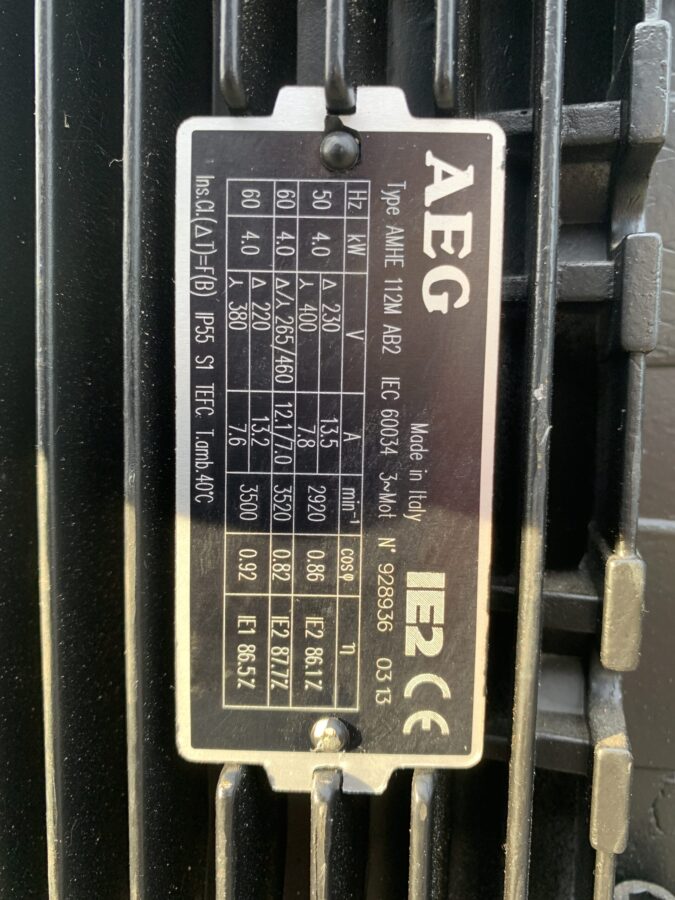 AEG
Made in Italy
IE2 CE
Type AMHE 112M AB2 IEC 60034 3~Mot N° 928936 0313
Hz kW V A min⁻¹ cosφ η
50 4.0 Δ 230 13.5 2920 0.86 IE2 86.1%
⅄ 400 7.8
60 4.0 Δ/⅄ 265/460 12.1/7.0 3520 0.82 IE2 87.7%
60 4.0 Δ 220 13.2 3500 0.92 IE1 86.5%
⅄ 380 7.6
Ins.Cl.(ΔT)=F(B) IP55 S1 TEFC T.amb.40°C